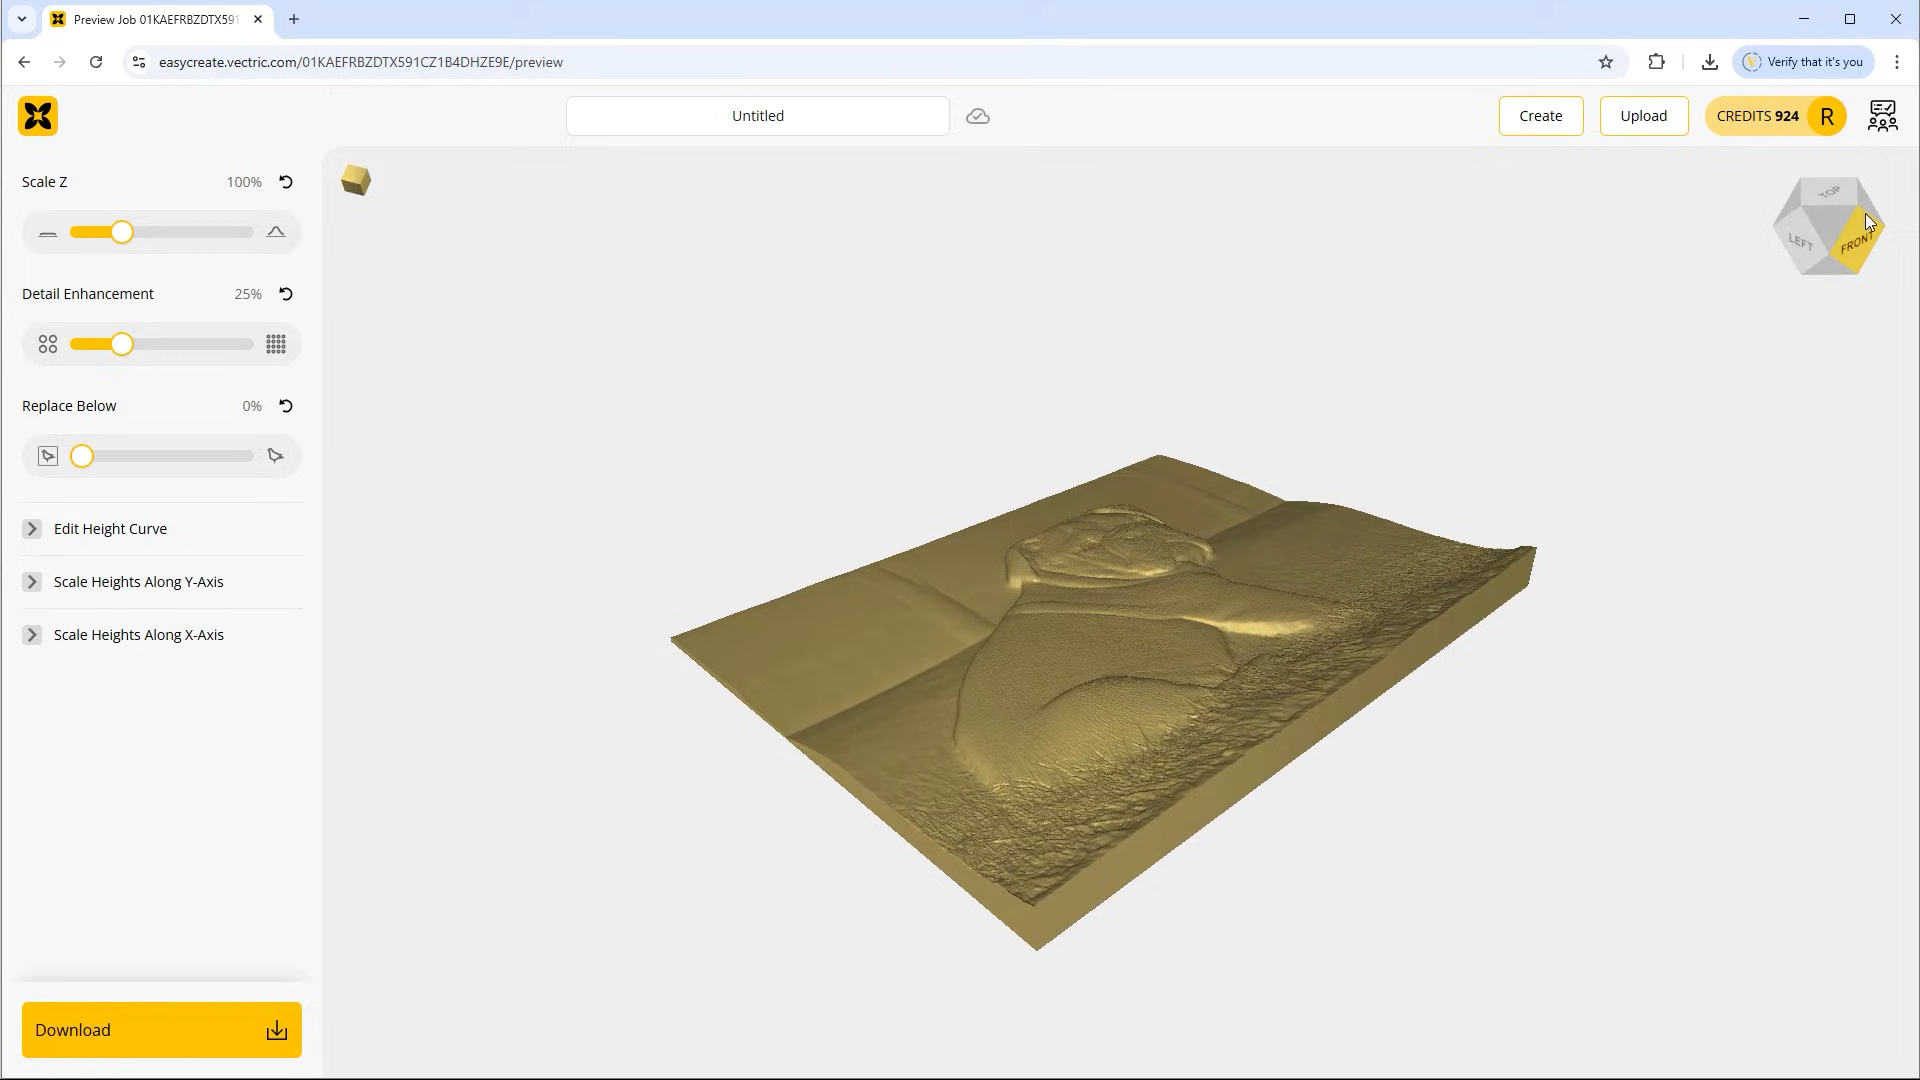 Preview Job 01KAEFRBZDTX591
easycreate.vectric.com/01KAEFRBZDTX591CZ1B4DHZE9E/preview
Verify that it's you
Untitled
Create
Upload
CREDITS 924
R
Scale Z
100%
TOP
LEFT
FRONT
Detail Enhancement
25%
Replace Below
0%
Edit Height Curve
Scale Heights Along Y-Axis
Scale Heights Along X-Axis
Download